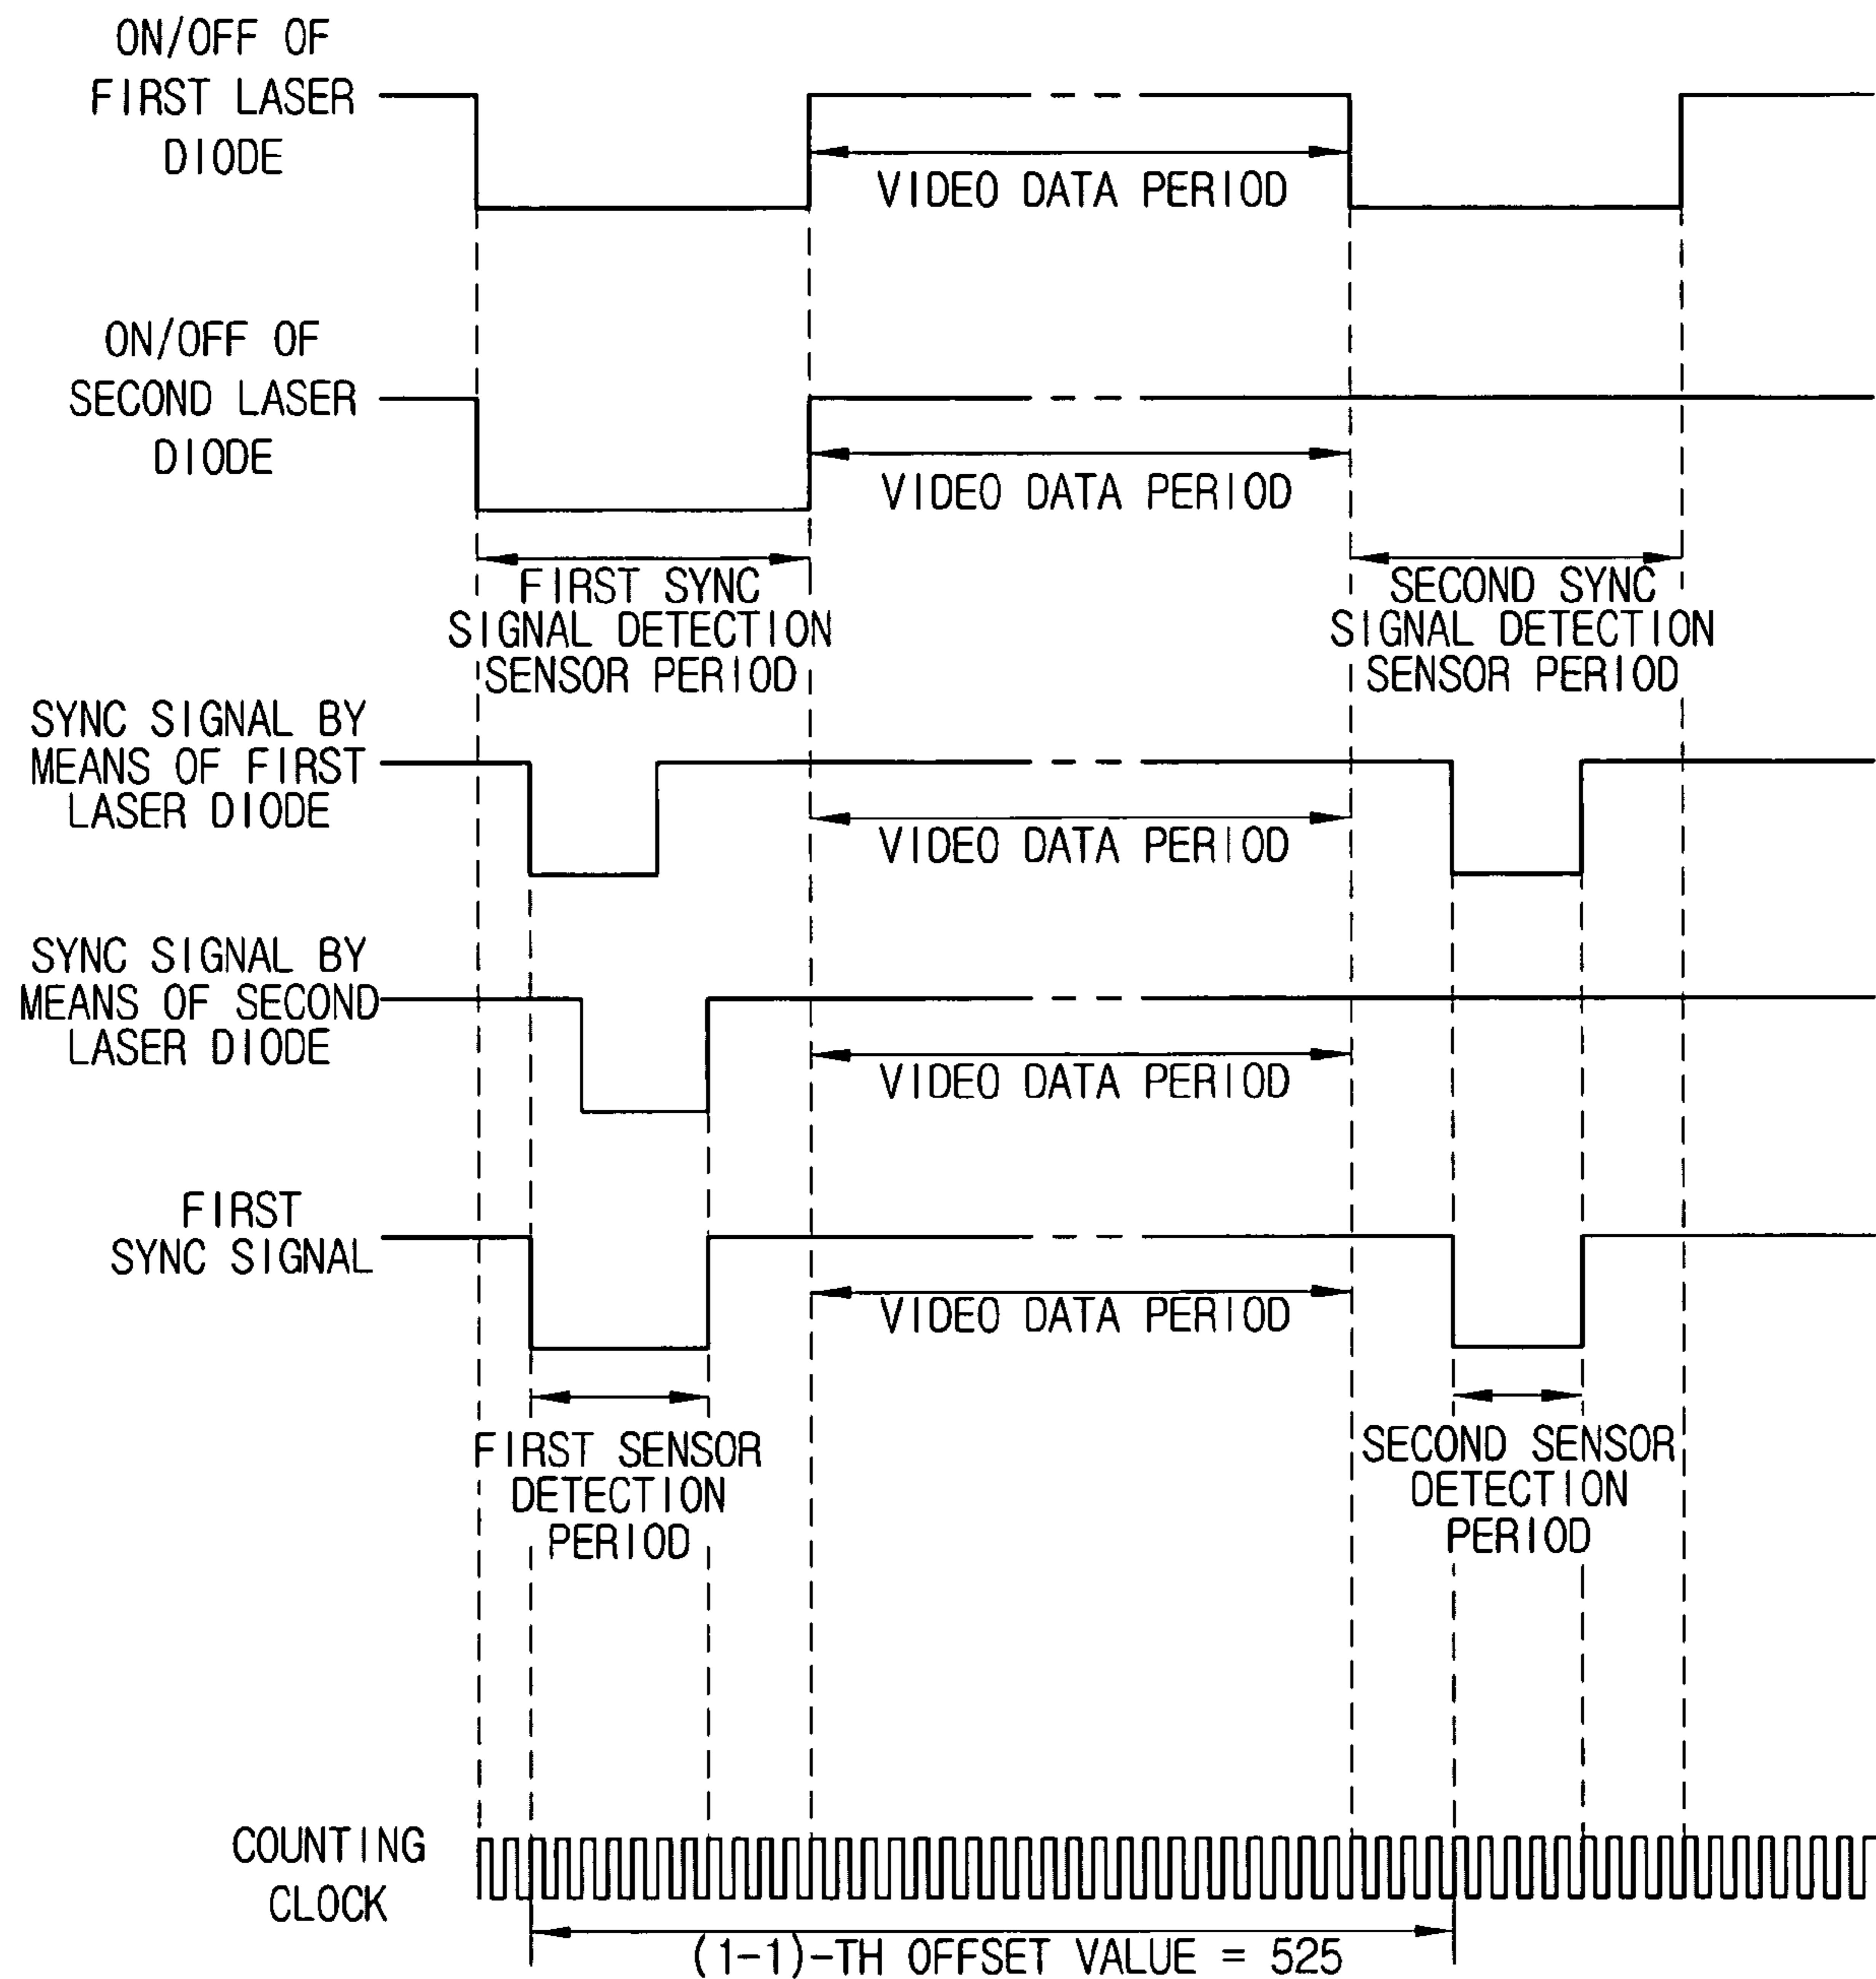 ON/OFF OF
FIRST LASER
DIODE
VIDEO DATA PERIOD
ON/OFF OF
SECOND LASER
DIODE
VIDEO DATA PERIOD
FIRST SYNC
SIGNAL DETECTION
SENSOR PERIOD
SECOND SYNC
SIGNAL DETECTION
SENSOR PERIOD
SYNC SIGNAL BY
MEANS OF FIRST
LASER DIODE
VIDEO DATA PERIOD
SYNC SIGNAL BY
MEANS OF SECOND
LASER DIODE
VIDEO DATA PERIOD
FIRST
SYNC SIGNAL
VIDEO DATA PERIOD
FIRST SENSOR
DETECTION
PERIOD
SECOND SENSOR
DETECTION
PERIOD
COUNTING
CLOCK
(1-1)-TH OFFSET VALUE = 525